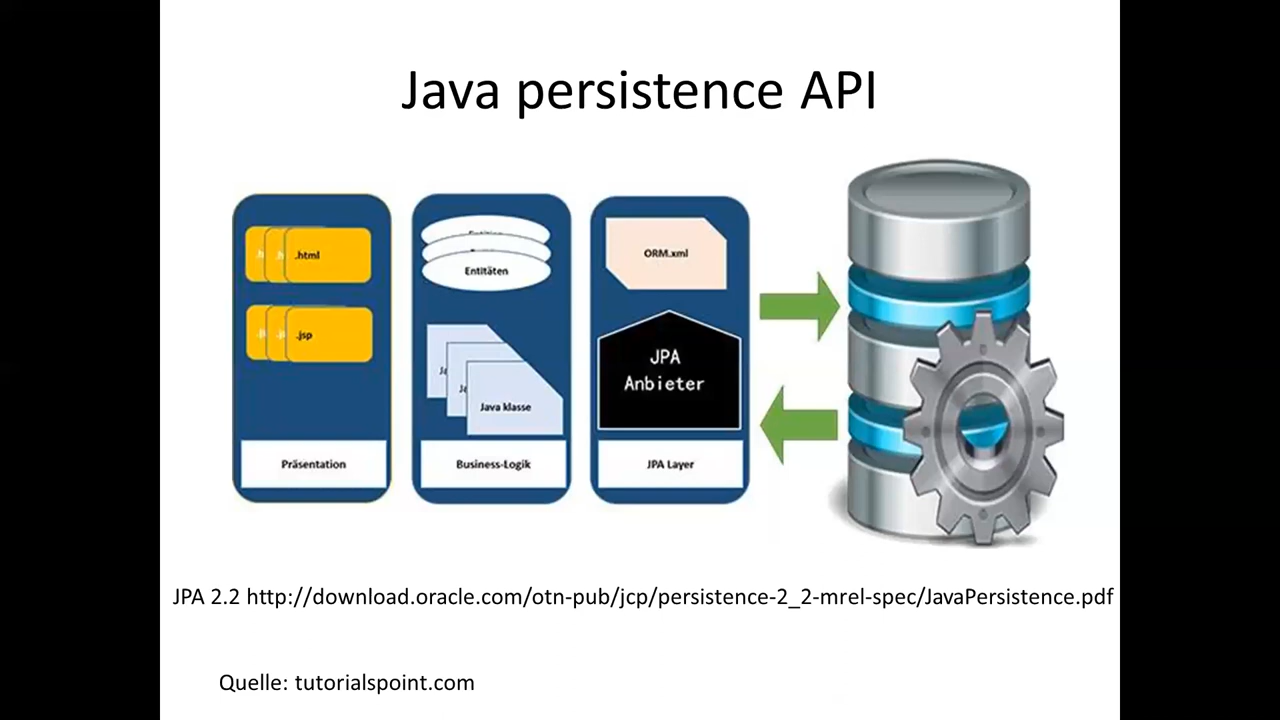 Java persistence API
.html
.jsp
Präsentation
Entitäten
Java klasse
Business-Logik
ORM.xml
JPA
Anbieter
JPA Layer
JPA 2.2 http://download.oracle.com/otn-pub/jcp/persistence-2_2-mrel-spec/JavaPersistence.pdf
Quelle: tutorialspoint.com